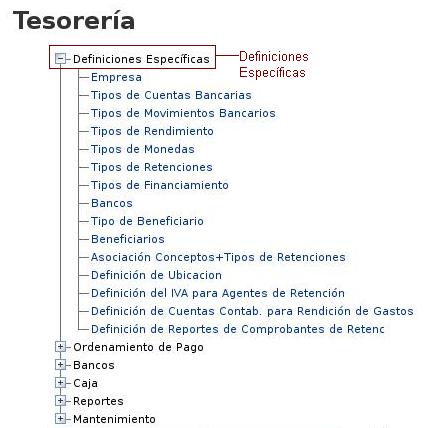 Tesorería
Definiciones Específicas
Definiciones
Específicas
Empresa
Tipos de Cuentas Bancarias
Tipos de Movimientos Bancarios
Tipos de Rendimiento
Tipos de Monedas
Tipos de Retenciones
Tipos de Financiamiento
Bancos
Tipo de Beneficiario
Beneficiarios
Asociación Conceptos+Tipos de Retenciones
Definición de Ubicacion
Definición del IVA para Agentes de Retención
Definición de Cuentas Contab. para Rendición de Gastos
Definición de Reportes de Comprobantes de Retenc
Ordenamiento de Pago
Bancos
Caja
Reportes
Mantenimiento